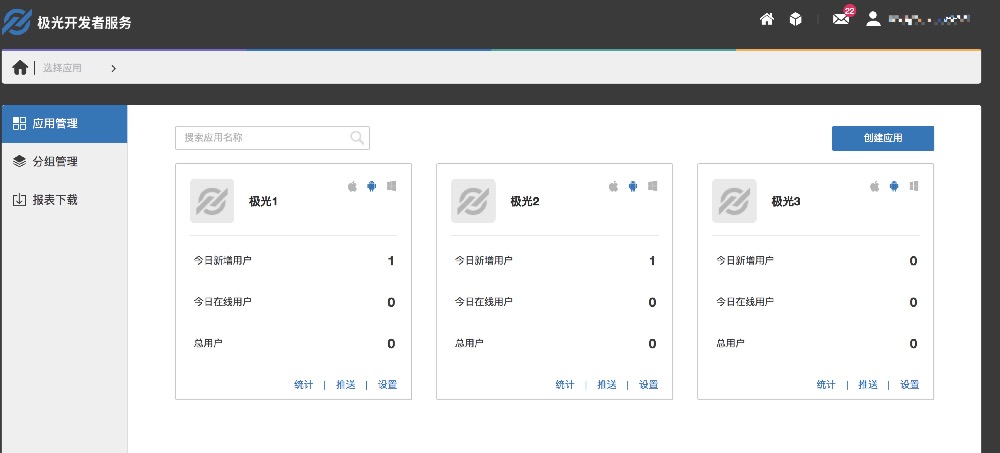 极光开发者服务
22
选择应用
应用管理
分组管理
报表下载
搜索应用名称
创建应用
极光1
今日新增用户 1
今日在线用户 0
总用户 0
统计 | 推送 | 设置
极光2
今日新增用户 1
今日在线用户 0
总用户 0
统计 | 推送 | 设置
极光3
今日新增用户 0
今日在线用户 0
总用户 0
统计 | 推送 | 设置